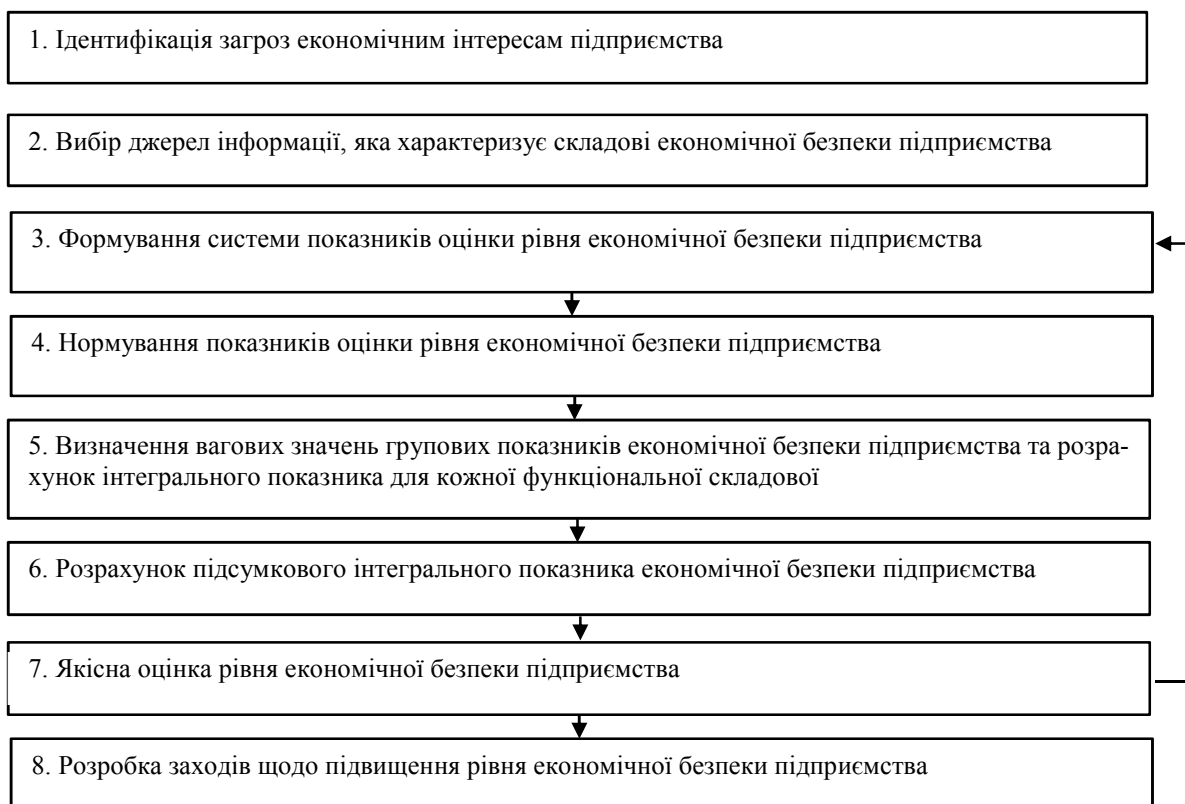 1. Ідентифікація загроз економічним інтересам підприємства
2. Вибір джерел інформації, яка характеризує складові економічної безпеки підприємства
3. Формування системи показників оцінки рівня економічної безпеки підприємства
4. Нормування показників оцінки рівня економічної безпеки підприємства
5. Визначення вагових значень групових показників економічної безпеки підприємства та розра-
хунок інтегрального показника для кожної функціональної складової
6. Розрахунок підсумкового інтегрального показника економічної безпеки підприємства
7. Якісна оцінка рівня економічної безпеки підприємства
8. Розробка заходів щодо підвищення рівня економічної безпеки підприємства